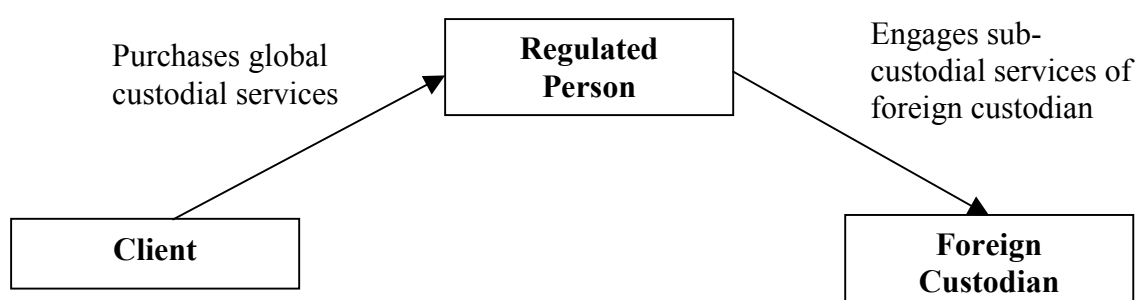 Purchases global
custodial services
Regulated
Person
Engages sub-
custodial services of
foreign custodian
Client
Foreign
Custodian